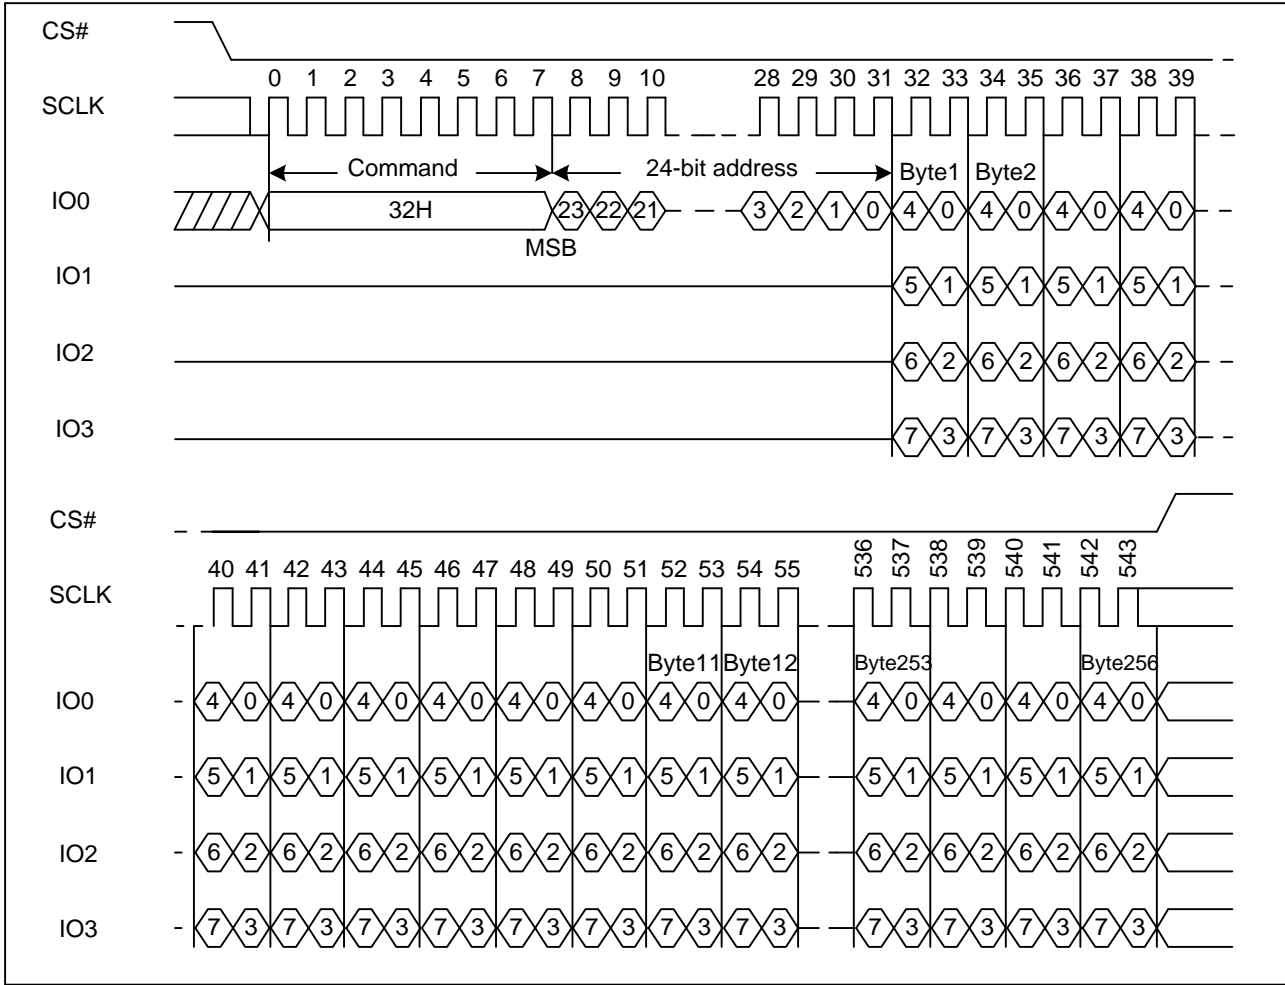 CS#
0 1 2 3 4 5 6 7 8 9 10 28 29 30 31 32 33 34 35 36 37 38 39
SCLK
Command 24-bit address Byte1 Byte2
IO0 32H 23 22 21 3 2 1 0 4 0 4 0 4 0 4 0
MSB
IO1 5 1 5 1 5 1 5 1
IO2 6 2 6 2 6 2 6 2
IO3 7 3 7 3 7 3 7 3
CS#
40 41 42 43 44 45 46 47 48 49 50 51 52 53 54 55 536 537 538 539 540 541 542 543
SCLK
Byte11 Byte12 Byte253 Byte256
IO0 4 0 4 0 4 0 4 0 4 0 4 0 4 0 4 0 4 0 4 0 4 0 4 0
IO1 5 1 5 1 5 1 5 1 5 1 5 1 5 1 5 1 5 1 5 1 5 1 5 1
IO2 6 2 6 2 6 2 6 2 6 2 6 2 6 2 6 2 6 2 6 2 6 2 6 2
IO3 7 3 7 3 7 3 7 3 7 3 7 3 7 3 7 3 7 3 7 3 7 3 7 3